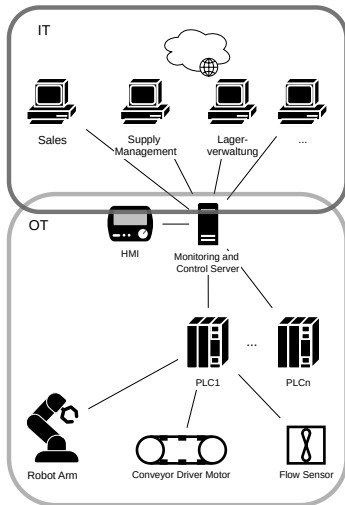 IT
Sales
Supply
Management
Lager-
verwaltung
...
OT
HMI
Monitoring and
Control Server
PLC1
...
PLCn
Robot Arm
Conveyor Driver Motor
Flow Sensor